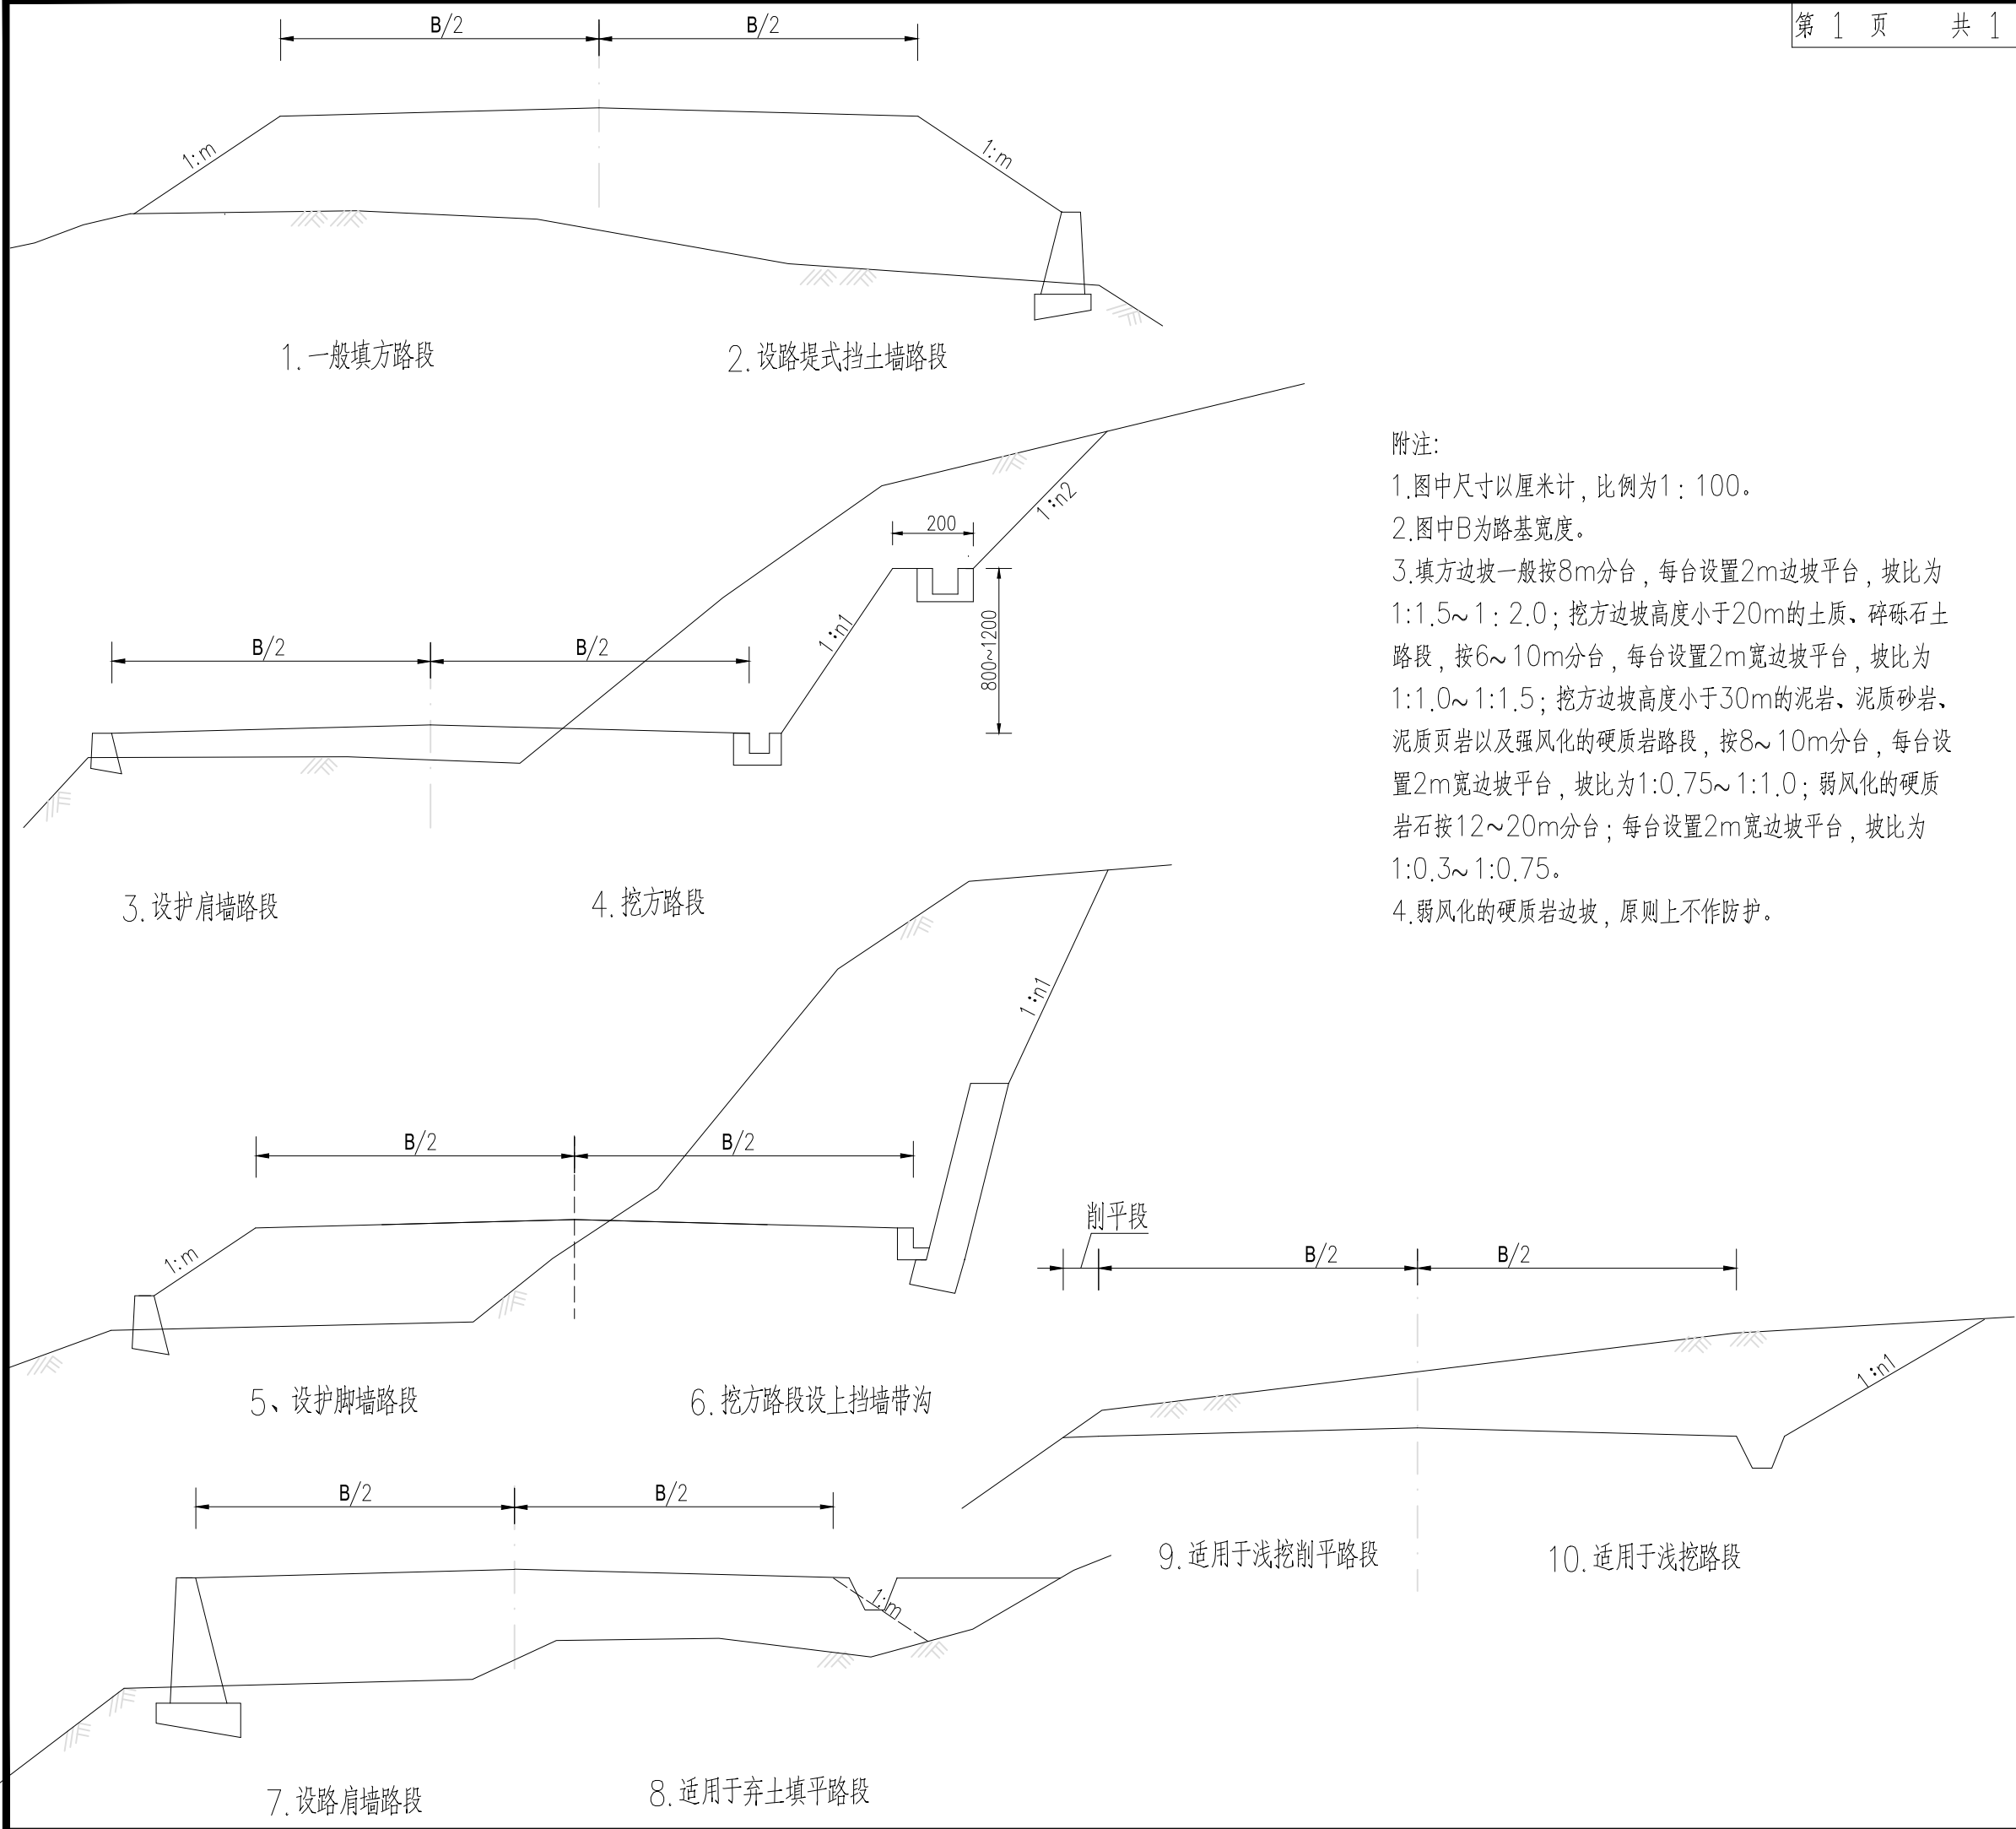 第 1 页 共 1
B/2 B/2
1:m 1:m
1.一般填方路段 2.设路堤式挡土墙路段
附注:
1.图中尺寸以厘米计,比例为1:100。
2.图中B为路基宽度。
3.填方边坡一般按8m分台,每台设置2m边坡平台,坡比为
1:1.5~1:2.0;挖方边坡高度小于20m的土质、碎砾石土
路段,按6~10m分台,每台设置2m宽边坡平台,坡比为
1:1.0~1:1.5;挖方边坡高度小于30m的泥岩、泥质砂岩、
泥质页岩以及强风化的硬质岩路段,按8~10m分台,每台设
置2m宽边坡平台,坡比为1:0.75~1:1.0;弱风化的硬质
岩石按12~20m分台;每台设置2m宽边坡平台,坡比为
1:0.3~1:0.75。
4.弱风化的硬质岩边坡,原则上不作防护。
1:n2
200
1:n1
800~1200
B/2 B/2
3.设护肩墙路段 4.挖方路段
1:n1
B/2 B/2
1:m
5、设护脚墙路段 6.挖方路段设上挡墙带沟
削平段
B/2 B/2
1:n1
9.适用于浅挖削平路段 10.适用于浅挖路段
B/2 B/2
1:m
7.设路肩墙路段 8.适用于弃土填平路段